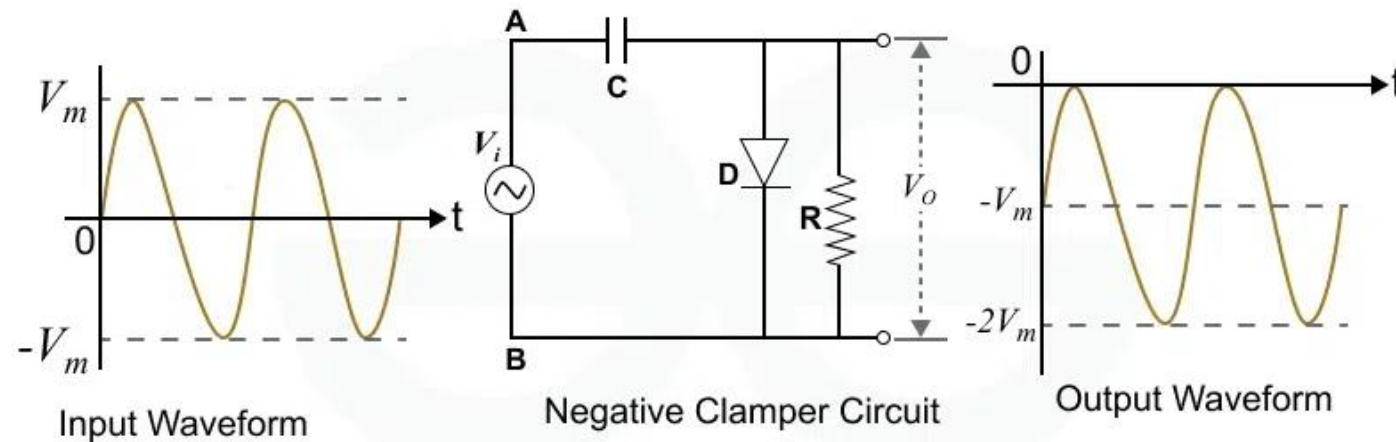 V_m
0
t
-V_m
Input Waveform
A
C
V_i
D
R
V_O
B
Negative Clamper Circuit
0
t
-V_m
-2V_m
Output Waveform